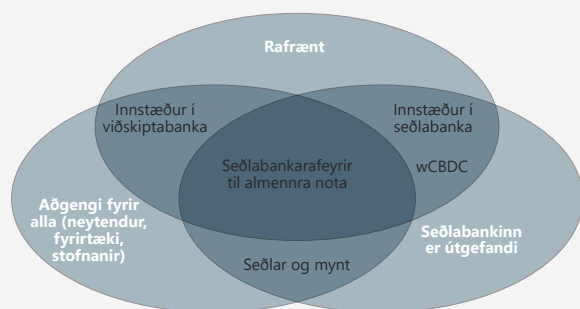 Rafrænt
Innstæður í
viðskiptabanka
Innstæður í
seðlabanka
Seðlabankarafeyrir
til almennra nota
wCBDC
Aðgengi fyrir
alla (neytendur,
fyrirtæki,
stofnanir)
Seðlabankinn
er útgefandi
Seðlar og mynt